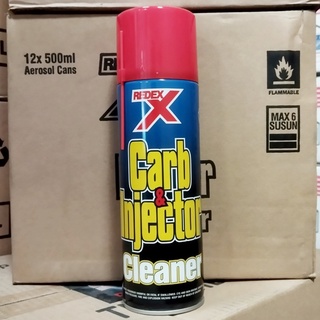 12x 500ml
Aerosol Cans
FLAMMABLE
MAX 6
SUSUN
REDEX
X
Carb
&
Injector
Cleaner